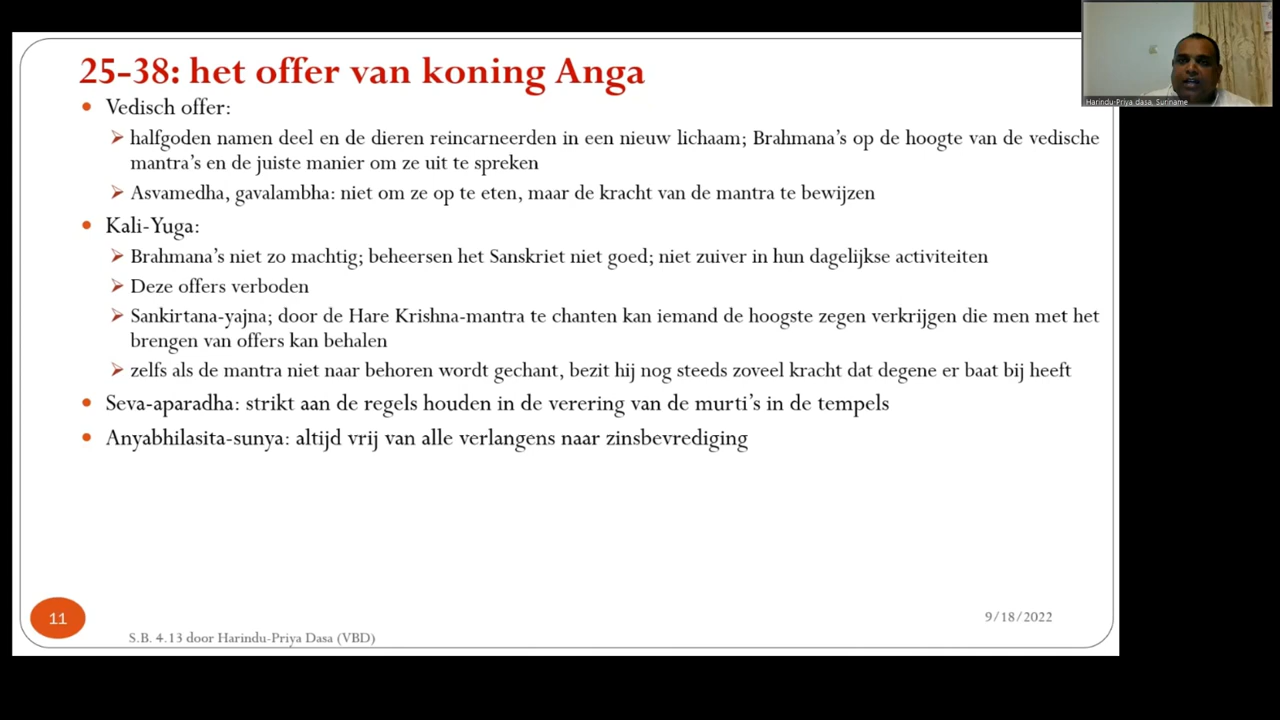 25-38: het offer van koning Anga
• Vedisch offer:
➢ halfgoden namen deel en de dieren reincarneerden in een nieuw lichaam; Brahmana’s op de hoogte van de vedische
mantra’s en de juiste manier om ze uit te spreken
➢ Asvamedha, gavalambha: niet om ze op te eten, maar de kracht van de mantra te bewijzen
• Kali-Yuga:
➢ Brahmana’s niet zo machtig; beheersen het Sanskriet niet goed; niet zuiver in hun dagelijkse activiteiten
➢ Deze offers verboden
➢ Sankirtana-yajna; door de Hare Krishna-mantra te chanten kan iemand de hoogste zegen verkrijgen die men met het
brengen van offers kan behalen
➢ zelfs als de mantra niet naar behoren wordt gechant, bezit hij nog steeds zoveel kracht dat degene er baat bij heeft
• Seva-aparadha: strikt aan de regels houden in de verering van de murti’s in de tempels
• Anyabhilasita-sunya: altijd vrij van alle verlangens naar zinsbevrediging
11
9/18/2022
S.B. 4.13 door Harindu-Priya Dasa (VBD)
Harindu-Priya dasa, Suriname